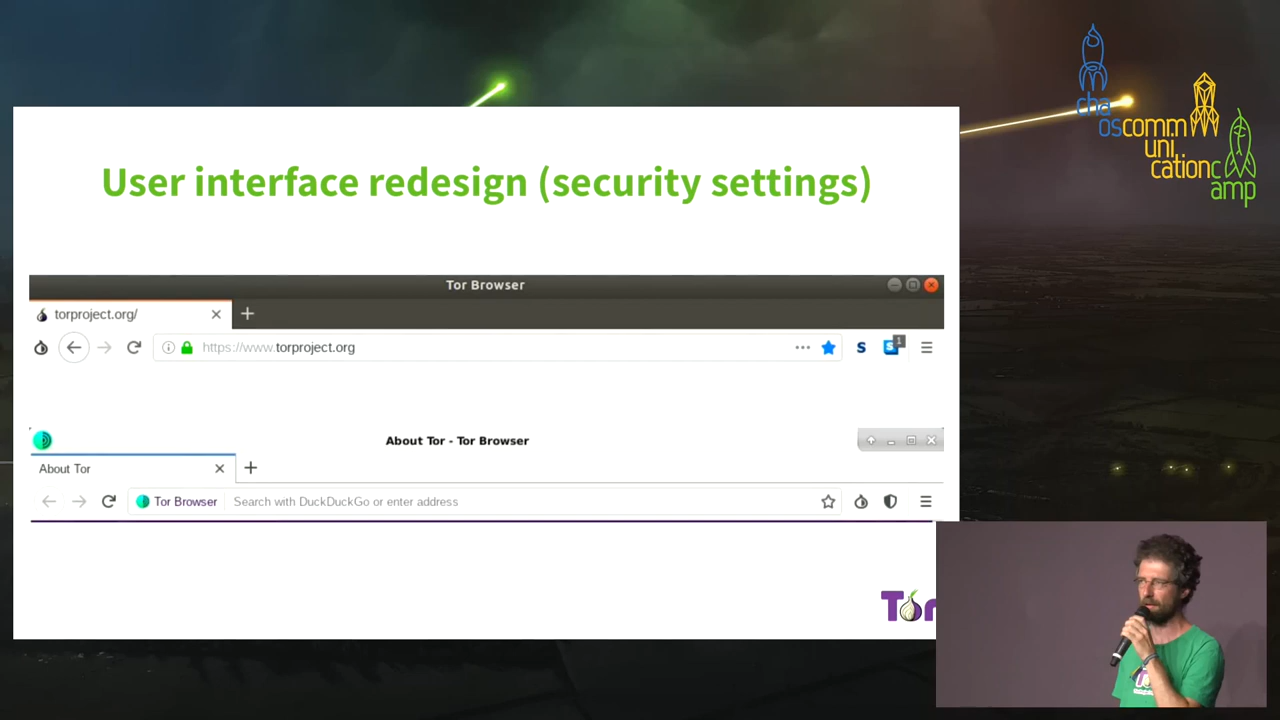 chaoscommunicationcamp
User interface redesign (security settings)
Tor Browser
torproject.org/
https://www.torproject.org
S
S
1
About Tor - Tor Browser
About Tor
Tor Browser
Search with DuckDuckGo or enter address
Tor